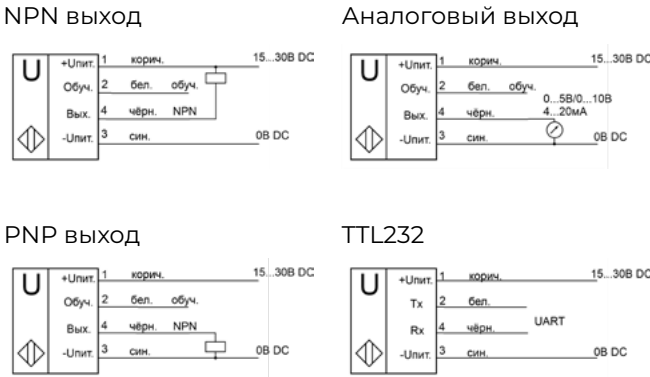 NPN выход
U
+Uпит. 1 корич. 15...30В DC
Обуч. 2 бел. обуч.
Вых. 4 чёрн. NPN
-Uпит. 3 син. 0В DC
Аналоговый выход
U
+Uпит. 1 корич. 15...30В DC
Обуч. 2 бел. обуч.
0...5В/0...10В
Вых. 4 чёрн. 4...20мА
-Uпит. 3 син. 0В DC
PNP выход
U
+Uпит. 1 корич. 15...30В DC
Обуч. 2 бел. обуч.
Вых. 4 чёрн. NPN
-Uпит. 3 син. 0В DC
TTL232
U
+Uпит. 1 корич. 15...30В DC
Tx 2 бел.
UART
Rx 4 чёрн.
-Uпит. 3 син. 0В DC